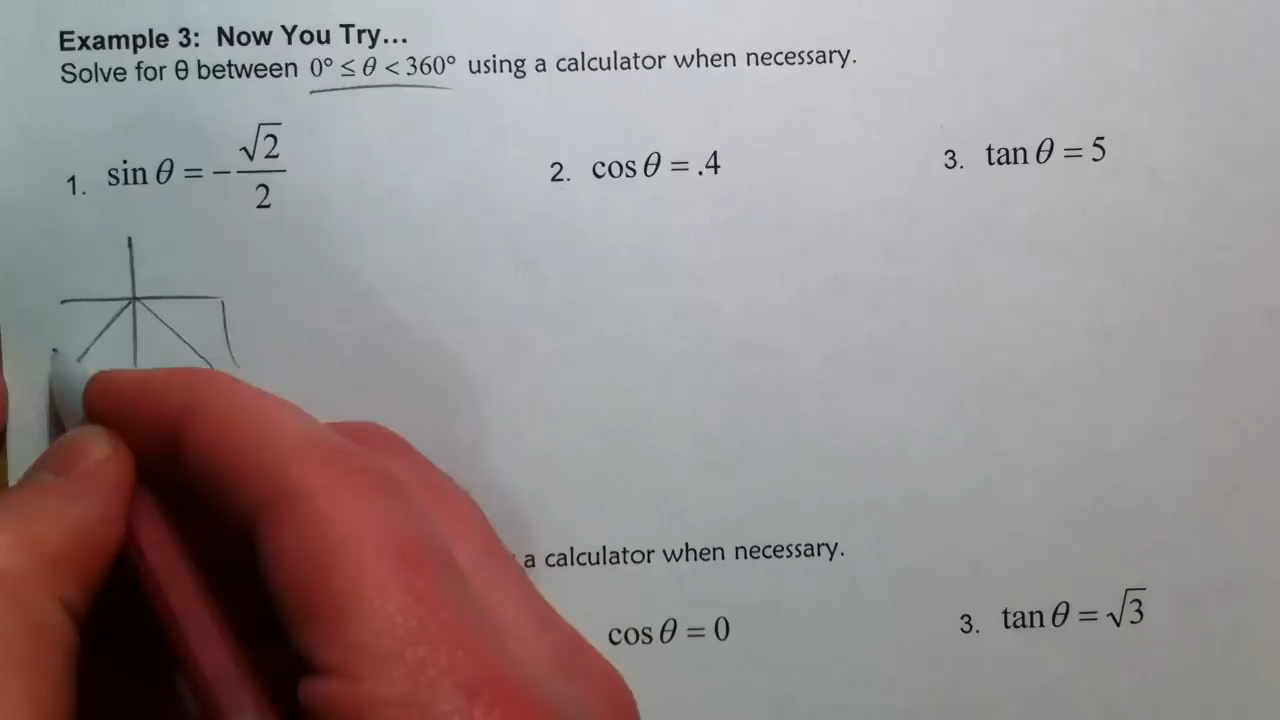 Example 3: Now You Try...
Solve for θ between 0° ≤ θ < 360° using a calculator when necessary.
1. sin θ = -√2/2
2. cos θ = .4
3. tan θ = 5
a calculator when necessary.
cos θ = 0
3. tan θ = √3